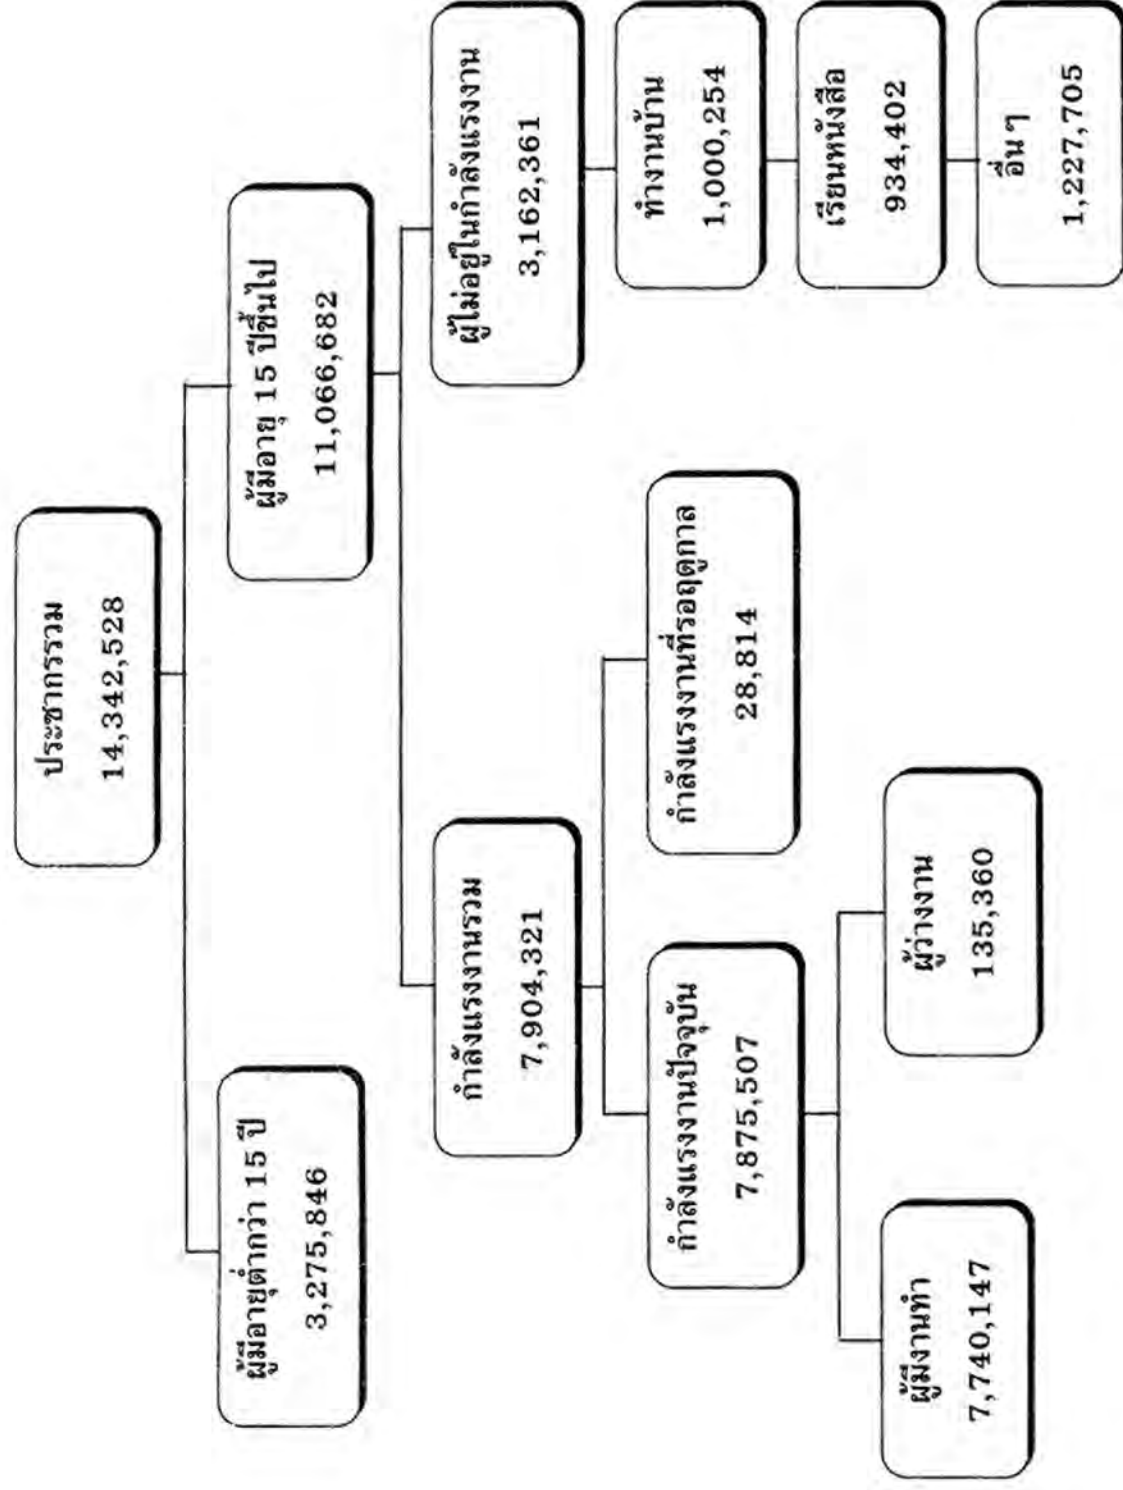 ประชากรรวม
14,342,528
ผู้มีอายุต่ำกว่า 15 ปี
3,275,846
ผู้มีอายุ 15 ปีขึ้นไป
11,066,682
กำลังแรงงานรวม
7,904,321
ผู้ไม่อยู่ในกำลังแรงงาน
3,162,361
กำลังแรงงานปัจจุบัน
7,875,507
กำลังแรงงานที่รอฤดูกาล
28,814
ทำงานบ้าน
1,000,254
ผู้มีงานทำ
7,740,147
ผู้ว่างงาน
135,360
เรียนหนังสือ
934,402
อื่นๆ
1,227,705